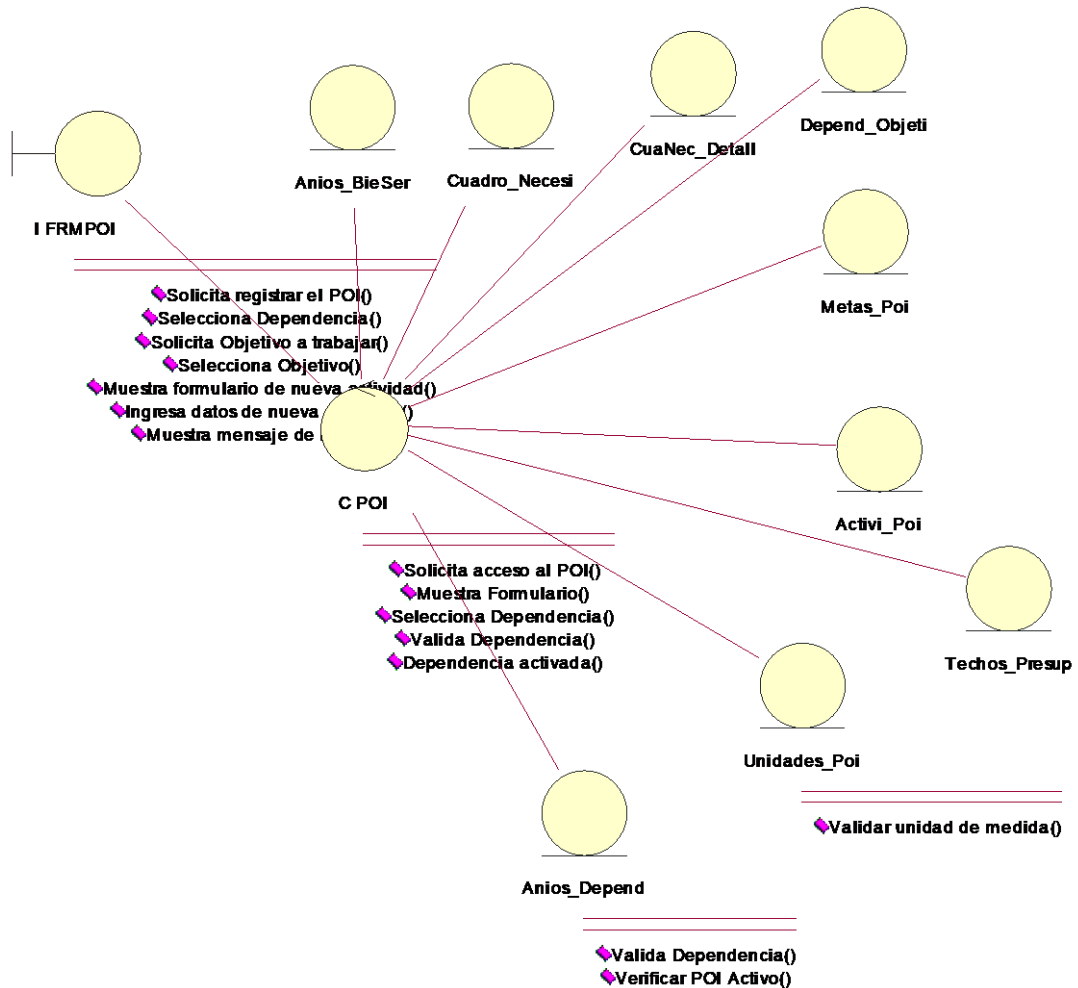 Depend_Objeti
CuaNec_Detall
Anios_BieSer
Cuadro_Necesi
I FRMPOI
Solicita registrar el POI()
Selecciona Dependencia()
Solicita Objetivo a trabajar()
Selecciona Objetivo()
Muestra formulario de nueva actividad()
Ingresa datos de nueva
Muestra mensaje de
Metas_Poi
C POI
Activi_Poi
Solicita acceso al POI()
Muestra Formulario()
Selecciona Dependencia()
Valida Dependencia()
Dependencia activada()
Techos_Presup
Unidades_Poi
Validar unidad de medida()
Anios_Depend
Valida Dependencia()
Verificar POI Activo()